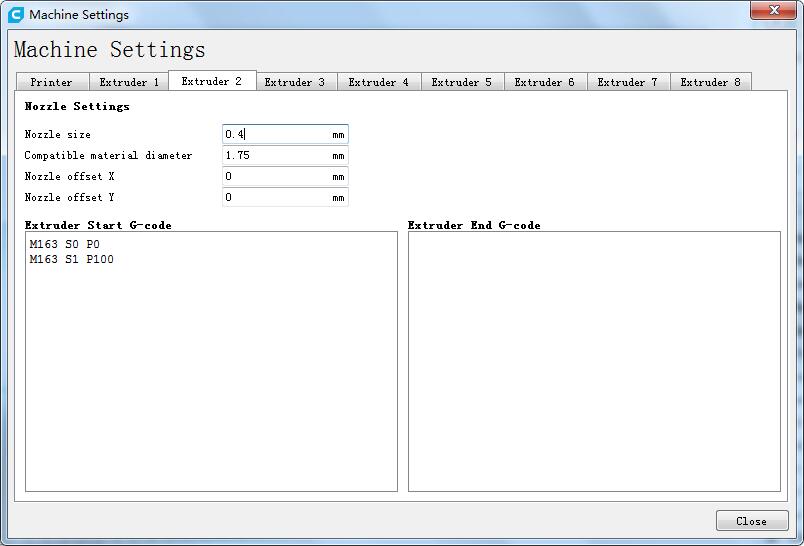 Machine Settings
Machine Settings
Printer Extruder 1 Extruder 2 Extruder 3 Extruder 4 Extruder 5 Extruder 6 Extruder 7 Extruder 8
Nozzle Settings
Nozzle size 0.4 mm
Compatible material diameter 1.75 mm
Nozzle offset X 0 mm
Nozzle offset Y 0 mm
Extruder Start G-code Extruder End G-code
M163 S0 P0
M163 S1 P100
Close